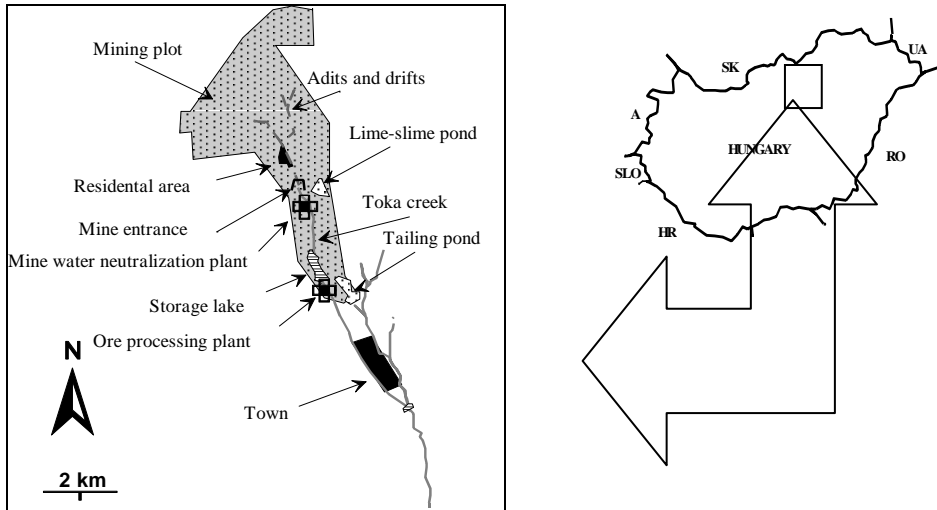 Mining plot
Adits and drifts
Lime-slime pond
Residental area
Toka creek
Mine entrance
Tailing pond
Mine water neutralization plant
Storage lake
Ore processing plant
N
Town
2 km
UA
SK
A
HUNGARY
RO
SLO
HR